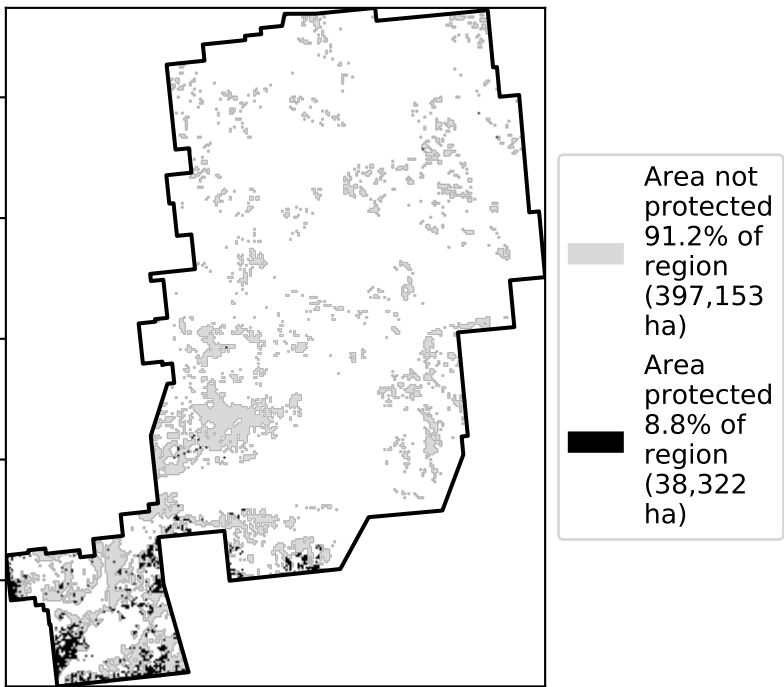 Area not
protected
91.2% of
region
(397,153
ha)
Area
protected
8.8% of
region
(38,322
ha)